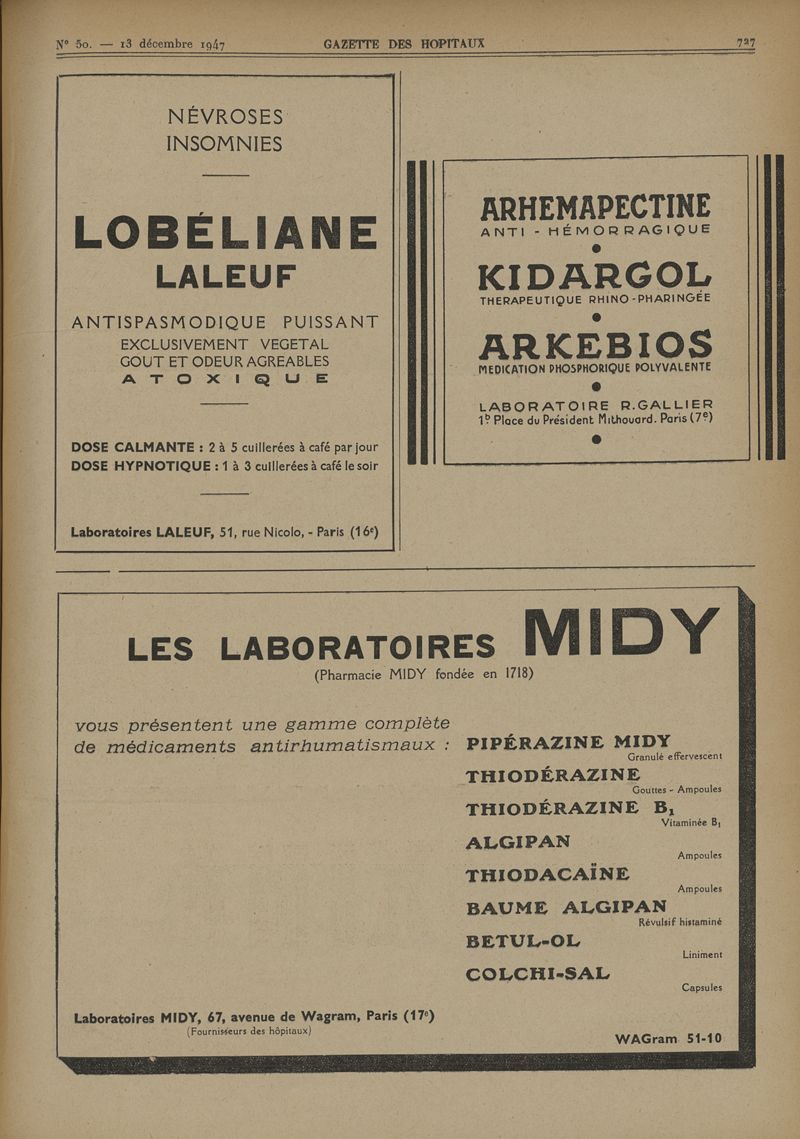 N° 50. — 13 décembre 1947 GAZETTE DES HOPITAUX 727
NÉVROSES
INSOMNIES
LOBÉLIANE
LALEUF
ANTISPASMODIQUE PUISSANT
EXCLUSIVEMENT VEGETAL
GOUT ET ODEUR AGREABLES
ATOXIQUE
DOSE CALMANTE : 2 à 5 cuillerées à café par jour
DOSE HYPNOTIQUE : 1 à 3 cuillerées à café le soir
Laboratoires LALEUF, 51, rue Nicolo, - Paris (16e)
ARHEMAPECTINE
ANTI - HÉMORRAGIQUE
KIDARGOL
THERAPEUTIQUE RHINO-PHARINGÉE
ARKEBIOS
MEDICATION PHOSPHORIQUE POLYVALENTE
LABORATOIRE R. GALLIER
1b Place du Président Mithouard. Paris (7e)
LES LABORATOIRES MIDY
(Pharmacie MIDY fondée en 1718)
vous présentent une gamme complète
de médicaments antirhumatismaux :
PIPÉRAZINE MIDY
Granulé effervescent
THIODÉRAZINE
Gouttes - Ampoules
THIODÉRAZINE B1
Vitaminée B1
ALGIPAN
Ampoules
THIODACAÏNE
Ampoules
BAUME ALGIPAN
Révulsif histaminé
BETUL-OL
Liniment
COLCHI-SAL
Capsules
Laboratoires MIDY, 67, avenue de Wagram, Paris (17e)
(Fournisseurs des hôpitaux)
WAGram 51-10